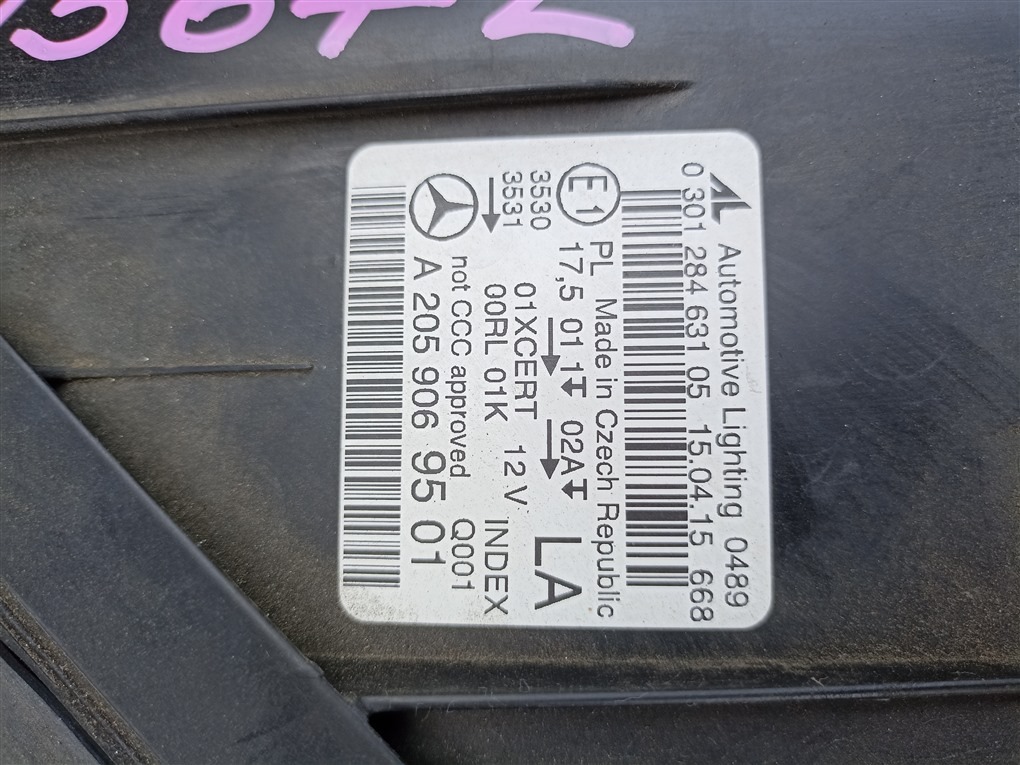 AL Automotive Lighting 0489
0 301 284 631 05 15.04.15 668
E1 PL Made in Czech Republic
3530 17,5 01 1 02A LA
3531 01XCERT 12 V
00RL 01K INDEX
not CCC approved Q001
A 205 906 95 01